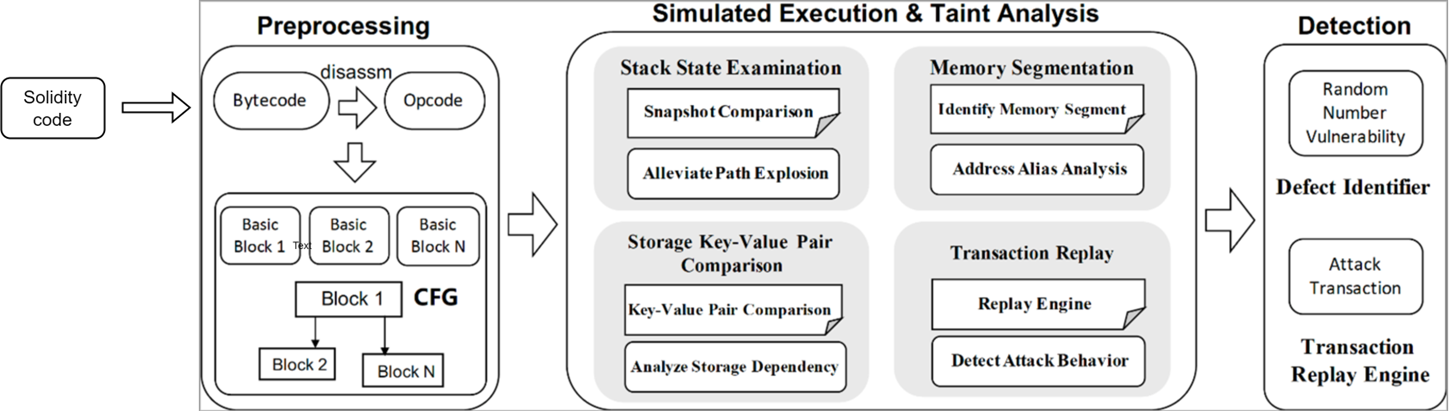 Solidity
code
Preprocessing
Bytecode
disassm
Opcode
Basic
Block 1
Text
Basic
Block 2
Basic
Block N
Block 1
CFG
Block 2
Block N
Simulated Execution & Taint Analysis
Stack State Examination
Snapshot Comparison
Alleviate Path Explosion
Memory Segmentation
Identify Memory Segment
Address Alias Analysis
Storage Key-Value Pair
Comparison
Key-Value Pair Comparison
Analyze Storage Dependency
Transaction Replay
Replay Engine
Detect Attack Behavior
Detection
Random
Number
Vulnerability
Defect Identifier
Attack
Transaction
Transaction
Replay Engine